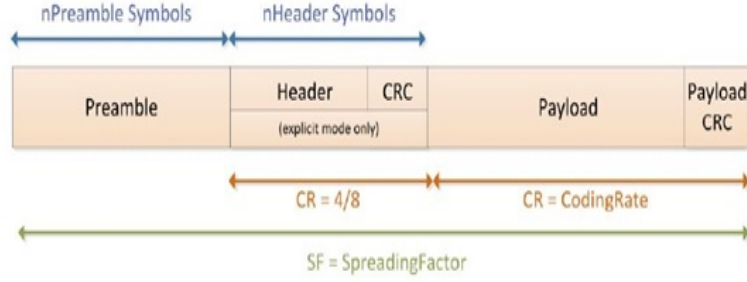 nPreamble Symbols
nHeader Symbols
Preamble
Header
CRC
(explicit mode only)
Payload
Payload
CRC
CR = 4/8
CR = CodingRate
SF = SpreadingFactor